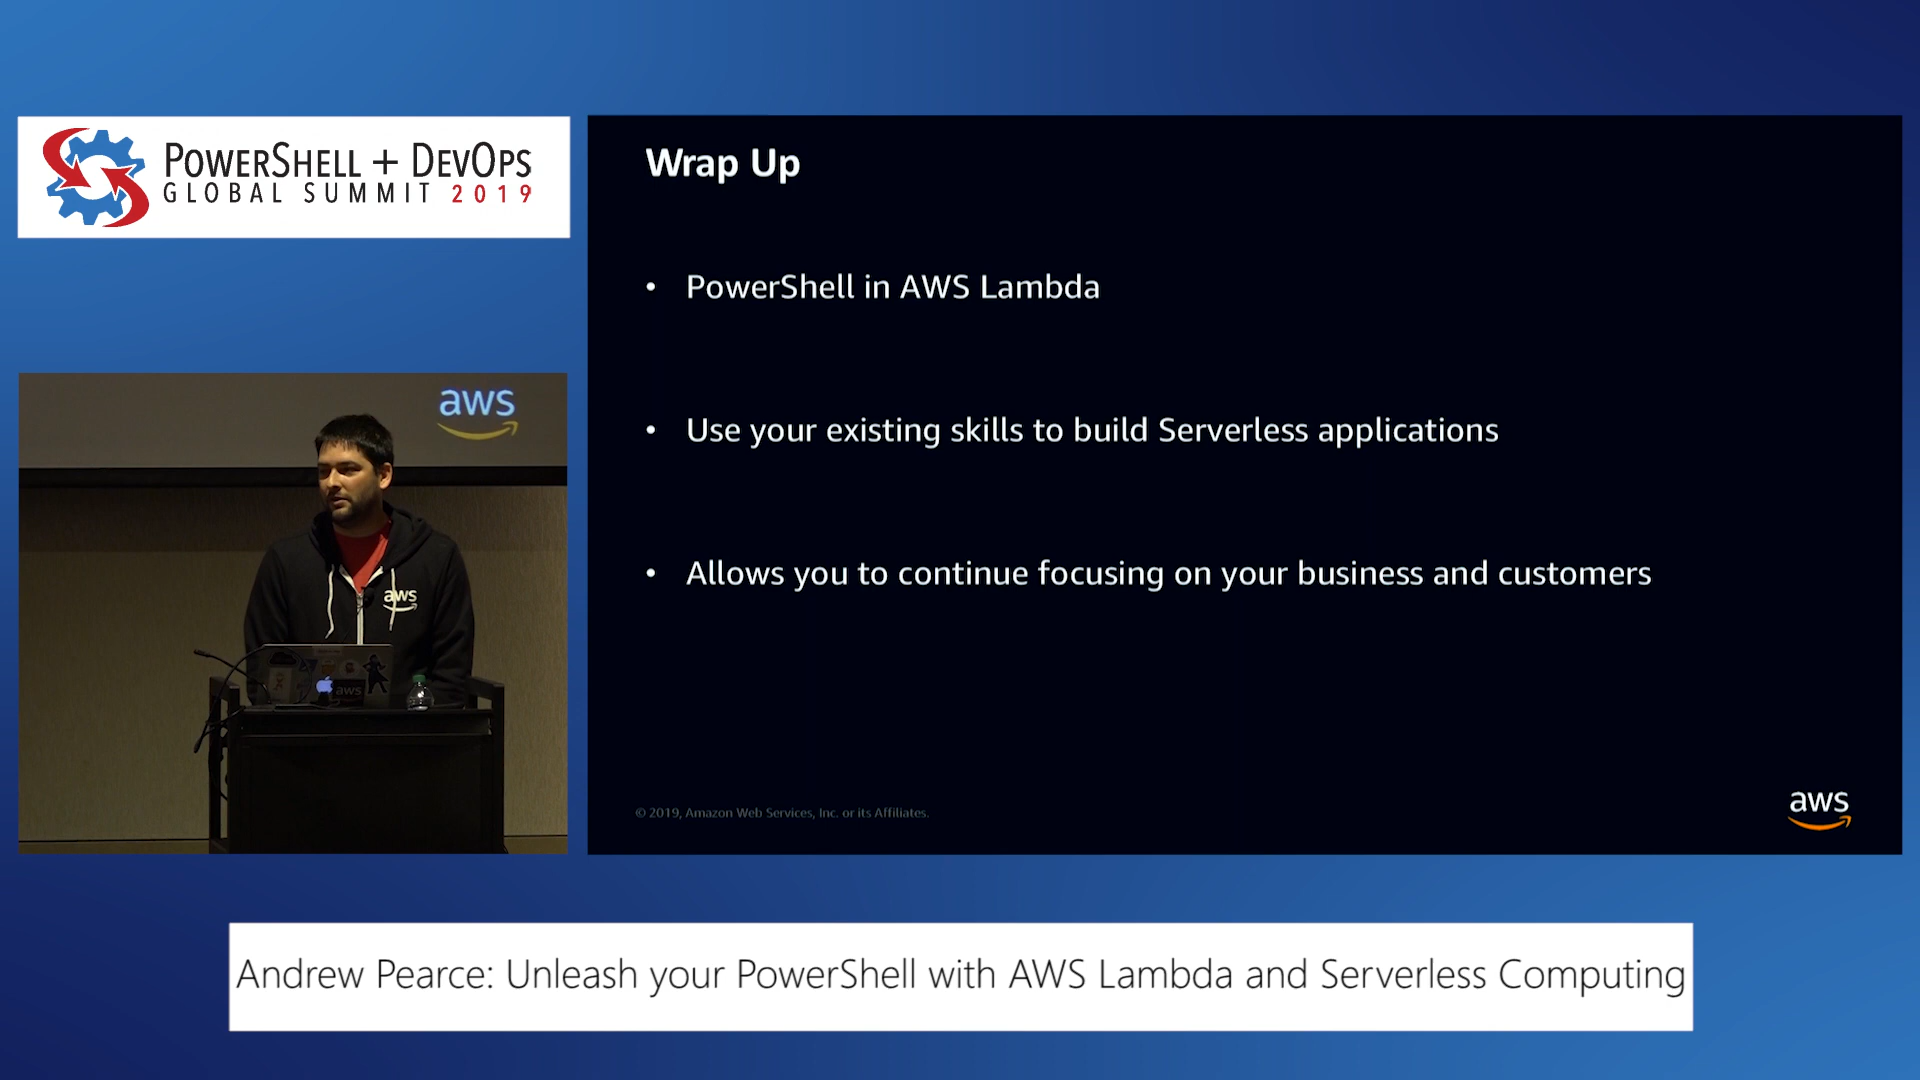 POWERSHELL + DEVOPS
GLOBAL SUMMIT 2019
Wrap Up
• PowerShell in AWS Lambda
• Use your existing skills to build Serverless applications
• Allows you to continue focusing on your business and customers
© 2019, Amazon Web Services, Inc. or its Affiliates.
aws
aws
aws
aws
Andrew Pearce: Unleash your PowerShell with AWS Lambda and Serverless Computing